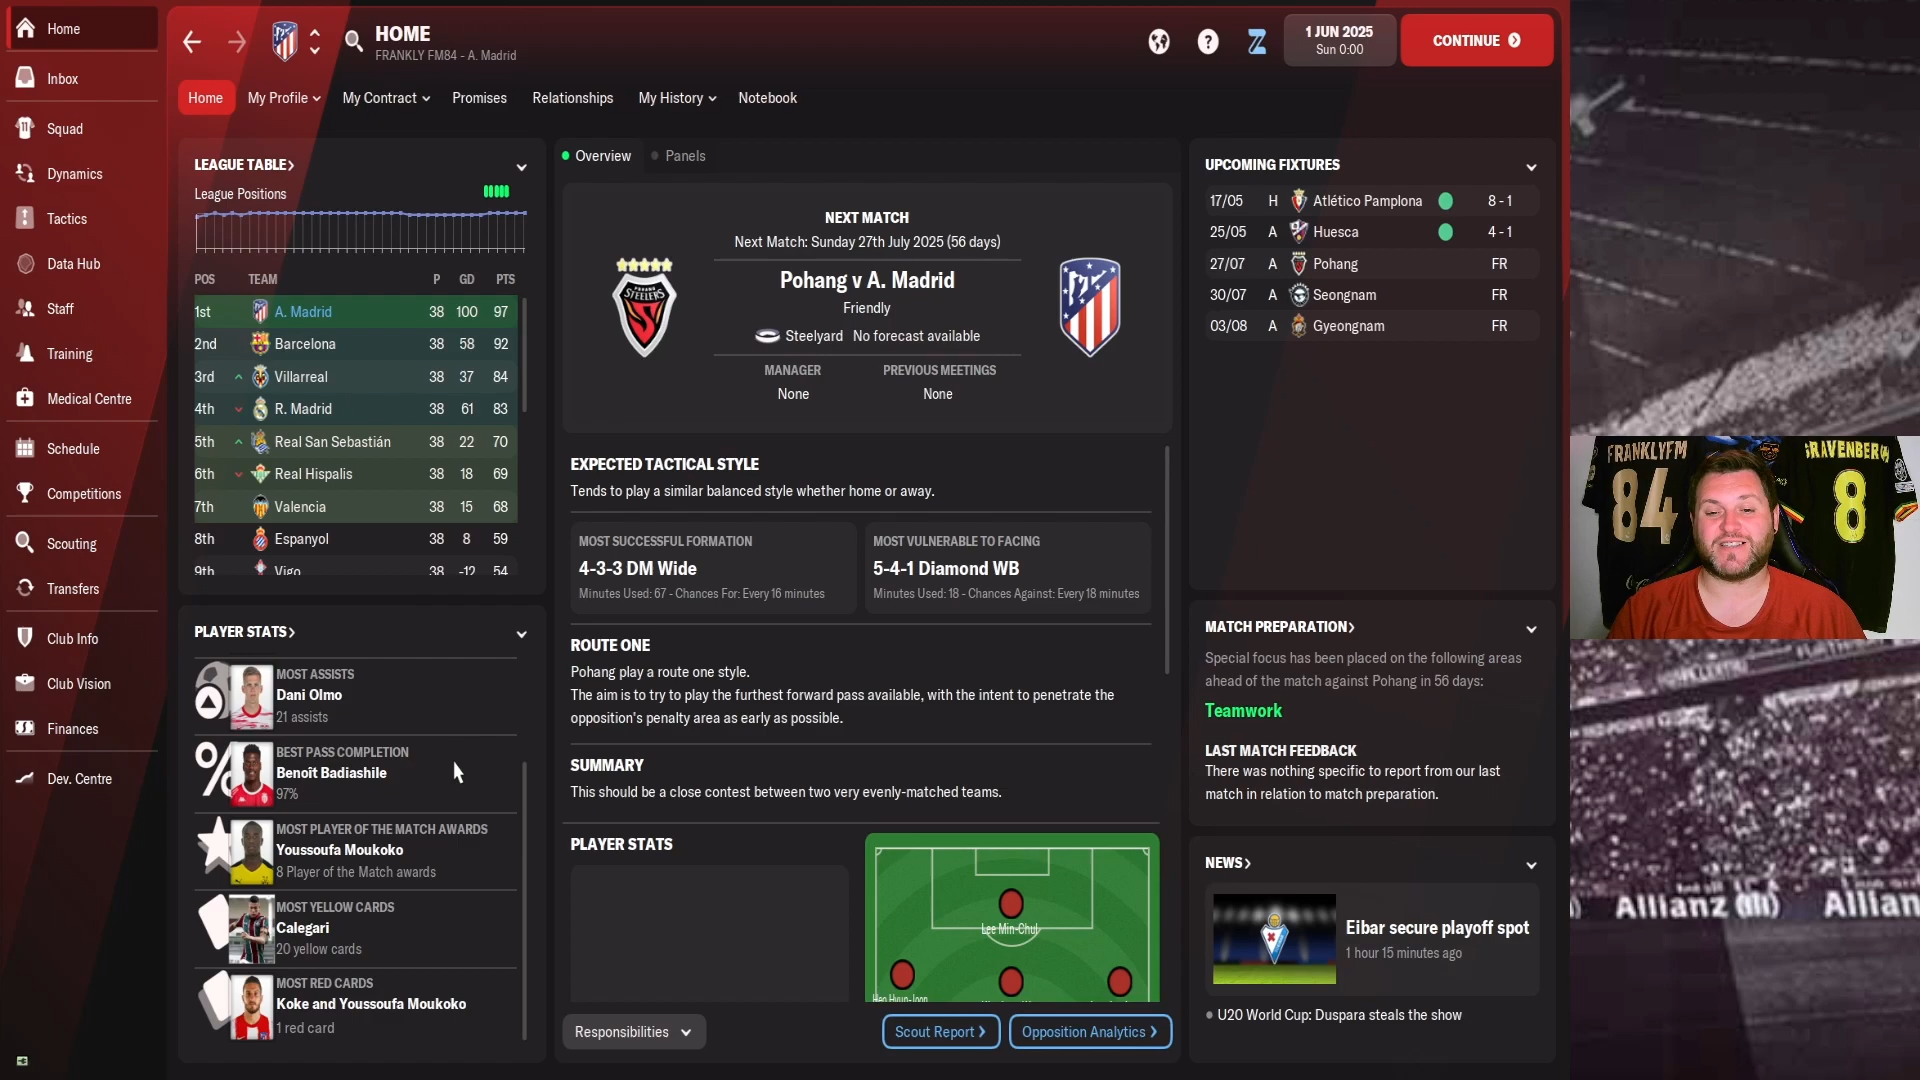 Home
Inbox
Squad
Dynamics
Tactics
Data Hub
Staff
Training
Medical Centre
Schedule
Competitions
Scouting
Transfers
Club Info
Club Vision
Finances
Dev. Centre
HOME
FRANKLY FM84 - A. Madrid
1 JUN 2025
Sun 0:00
CONTINUE
Home My Profile My Contract Promises Relationships My History Notebook
LEAGUE TABLE
League Positions
POS TEAM P GD PTS
1st A. Madrid 38 100 97
2nd Barcelona 38 58 92
3rd Villarreal 38 37 84
4th R. Madrid 38 61 83
5th Real San Sebastián 38 22 70
6th Real Hispalis 38 18 69
7th Valencia 38 15 68
8th Espanyol 38 8 59
9th Vigo 38 -12 54
PLAYER STATS
MOST ASSISTS
Dani Olmo
21 assists
BEST PASS COMPLETION
Benoît Badiashile
97%
MOST PLAYER OF THE MATCH AWARDS
Youssoufa Moukoko
8 Player of the Match awards
MOST YELLOW CARDS
Calegari
20 yellow cards
MOST RED CARDS
Koke and Youssoufa Moukoko
1 red card
Overview Panels
NEXT MATCH
Next Match: Sunday 27th July 2025 (56 days)
STEELERS
Pohang v A. Madrid
Friendly
Steelyard No forecast available
MANAGER PREVIOUS MEETINGS
None None
EXPECTED TACTICAL STYLE
Tends to play a similar balanced style whether home or away.
MOST SUCCESSFUL FORMATION
4-3-3 DM Wide
Minutes Used: 67 - Chances For: Every 16 minutes
MOST VULNERABLE TO FACING
5-4-1 Diamond WB
Minutes Used: 18 - Chances Against: Every 18 minutes
ROUTE ONE
Pohang play a route one style.
The aim is to try to play the furthest forward pass available, with the intent to penetrate the
opposition's penalty area as early as possible.
SUMMARY
This should be a close contest between two very evenly-matched teams.
PLAYER STATS
Lee Min-Chul
Heo Hyun-Joon
Responsibilities
Scout Report
Opposition Analytics
UPCOMING FIXTURES
17/05 H Atlético Pamplona 8 - 1
25/05 A Huesca 4 - 1
27/07 A Pohang FR
30/07 A Seongnam FR
03/08 A Gyeongnam FR
MATCH PREPARATION
Special focus has been placed on the following areas
ahead of the match against Pohang in 56 days:
Teamwork
LAST MATCH FEEDBACK
There was nothing specific to report from our last
match in relation to match preparation.
NEWS
Eibar secure playoff spot
1 hour 15 minutes ago
U20 World Cup: Duspara steals the show
FRANKLYFM
84
GRAVENBERCH
8
Allianz
Allian